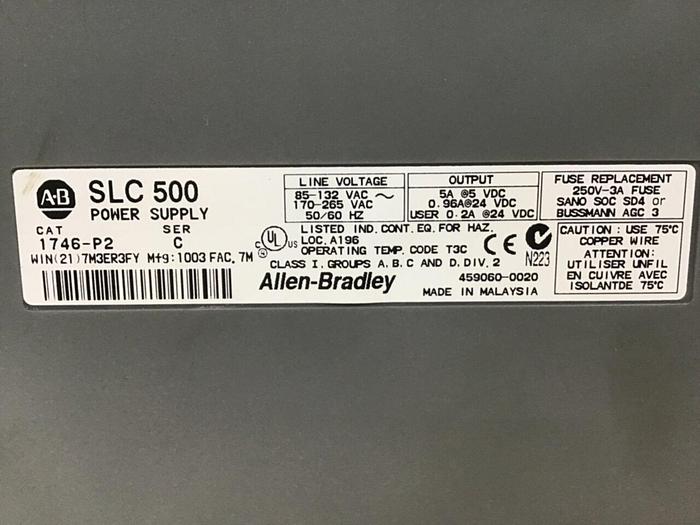 A·B SLC 500
POWER SUPPLY
CAT SER
1746-P2 C
WIN(21)7M3ER3FY Mfg:1003 FAC. 7M
LINE VOLTAGE
85-132 VAC ~
170-265 VAC
50/60 HZ
OUTPUT
5A @5 VDC
0.96A@24 VDC
USER 0.2A @24 VDC
FUSE REPLACEMENT
250V-3A FUSE
SANO SOC SD4 or
BUSSMANN AGC 3
C UL US
LISTED IND. CONT. EQ. FOR HAZ.
LOC. A196
OPERATING TEMP. CODE T3C
CLASS I, GROUPS A, B, C AND D, DIV. 2
CE
N223
CAUTION: USE 75°C
COPPER WIRE
ATTENTION:
UTILISER UNFIL
EN CUIVRE AVEC
ISOLANTDE 75°C
Allen-Bradley
459060-0020
MADE IN MALAYSIA